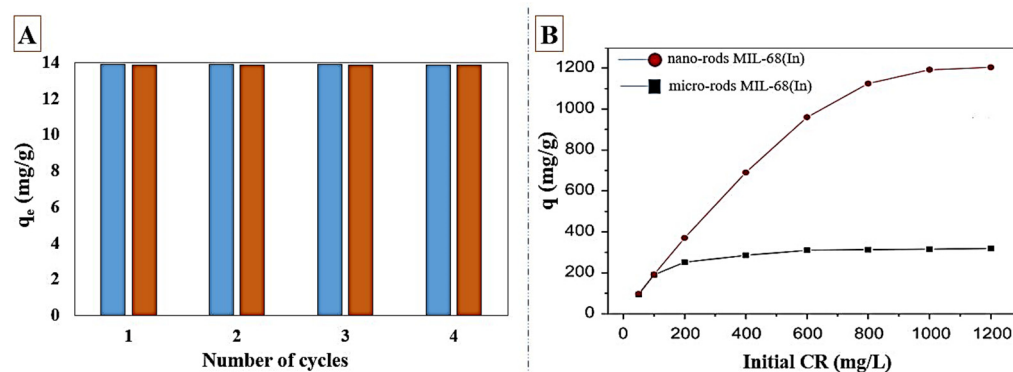 A
14
12
10
8
6
4
2
0
qe (mg/g)
1 2 3 4
Number of cycles
B
nano-rods MIL-68(In)
micro-rods MIL-68(In)
1200
1000
800
600
400
200
0
q (mg/g)
0 200 400 600 800 1000 1200
Initial CR (mg/L)